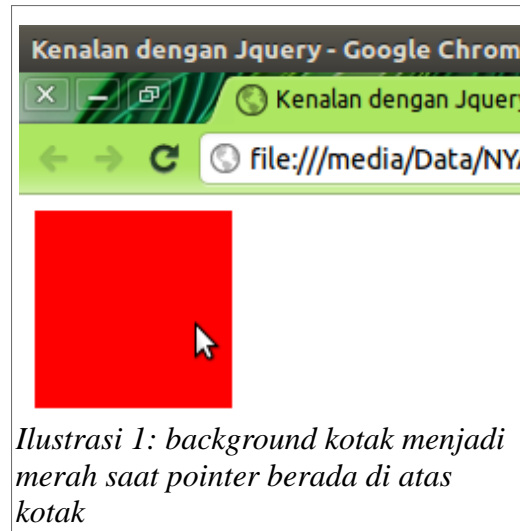 Kenalan dengan Jquery - Google Chrom
Kenalan dengan Jquer
file:///media/Data/NY
Ilustrasi 1: background kotak menjadi
merah saat pointer berada di atas
kotak